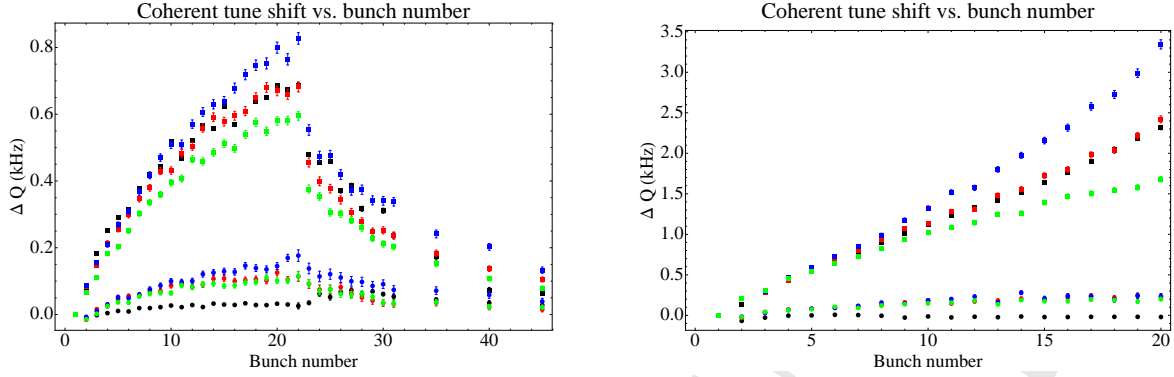 Coherent tune shift vs. bunch number
0.8
0.6
0.4
0.2
0.0
Δ Q (kHz)
0 10 20 30 40
Bunch number
Coherent tune shift vs. bunch number
3.5
3.0
2.5
2.0
1.5
1.0
0.5
0.0
Δ Q (kHz)
0 5 10 15 20
Bunch number